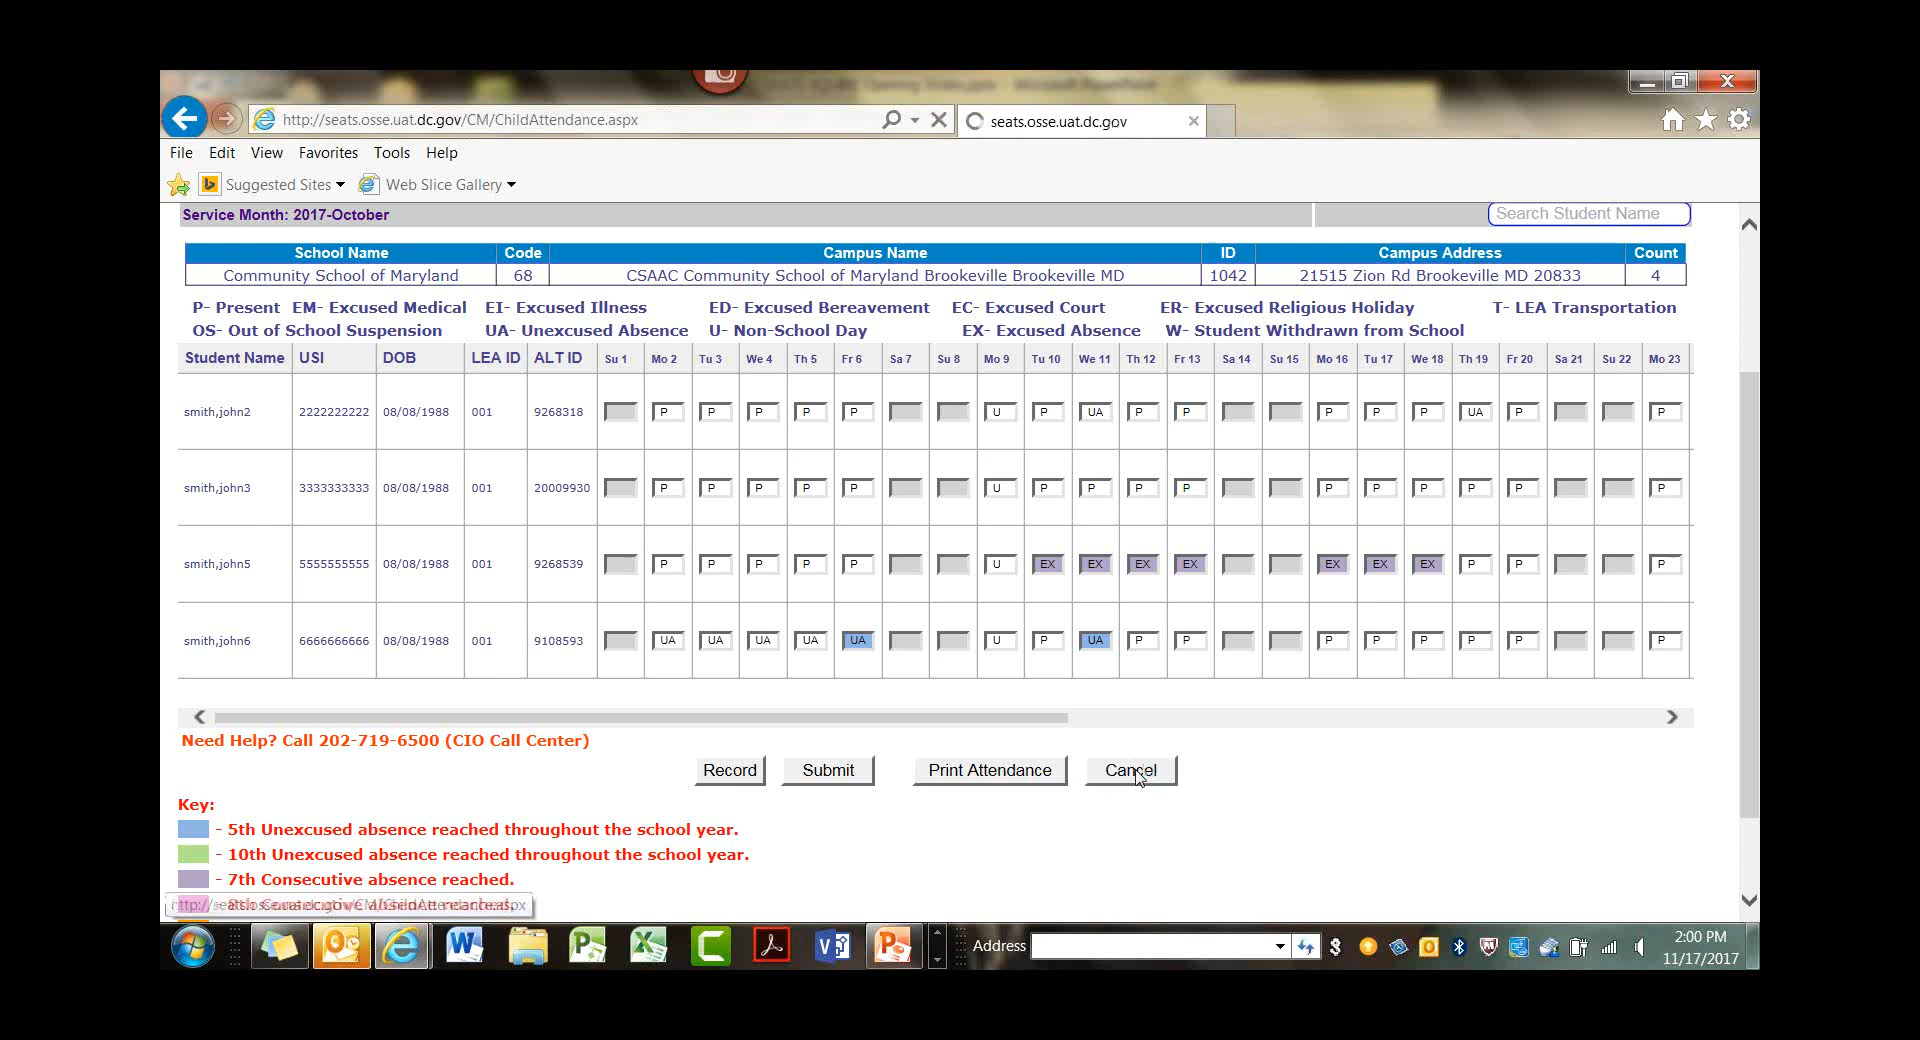 http://seats.osse.uat.dc.gov/CM/ChildAttendance.aspx
seats.osse.uat.dc.gov
File Edit View Favorites Tools Help
Suggested Sites Web Slice Gallery
Service Month: 2017-October Search Student Name
School Name Code Campus Name ID Campus Address Count
Community School of Maryland 68 CSAAC Community School of Maryland Brookeville Brookeville MD 1042 21515 Zion Rd Brookeville MD 20833 4
P- Present EM- Excused Medical EI- Excused Illness ED- Excused Bereavement EC- Excused Court ER- Excused Religious Holiday T- LEA Transportation
OS- Out of School Suspension UA- Unexcused Absence U- Non-School Day EX- Excused Absence W- Student Withdrawn from School
Student Name USI DOB LEA ID ALT ID Su 1 Mo 2 Tu 3 We 4 Th 5 Fr 6 Sa 7 Su 8 Mo 9 Tu 10 We 11 Th 12 Fr 13 Sa 14 Su 15 Mo 16 Tu 17 We 18 Th 19 Fr 20 Sa 21 Su 22 Mo 23
smith,john2 2222222222 08/08/1988 001 9268318 P P P P P U P UA P P P P P UA P P
smith,john3 3333333333 08/08/1988 001 20009930 P P P P P U P P P P P P P P P P
smith,john5 5555555555 08/08/1988 001 9268539 P P P P P U EX EX EX EX EX EX EX P P P
smith,john6 6666666666 08/08/1988 001 9108593 UA UA UA UA UA U P UA P P P P P P P P
Need Help? Call 202-719-6500 (CIO Call Center)
Record Submit Print Attendance Cancel
Key:
- 5th Unexcused absence reached throughout the school year.
- 10th Unexcused absence reached throughout the school year.
- 7th Consecutive absence reached.
Address
2:00 PM
11/17/2017